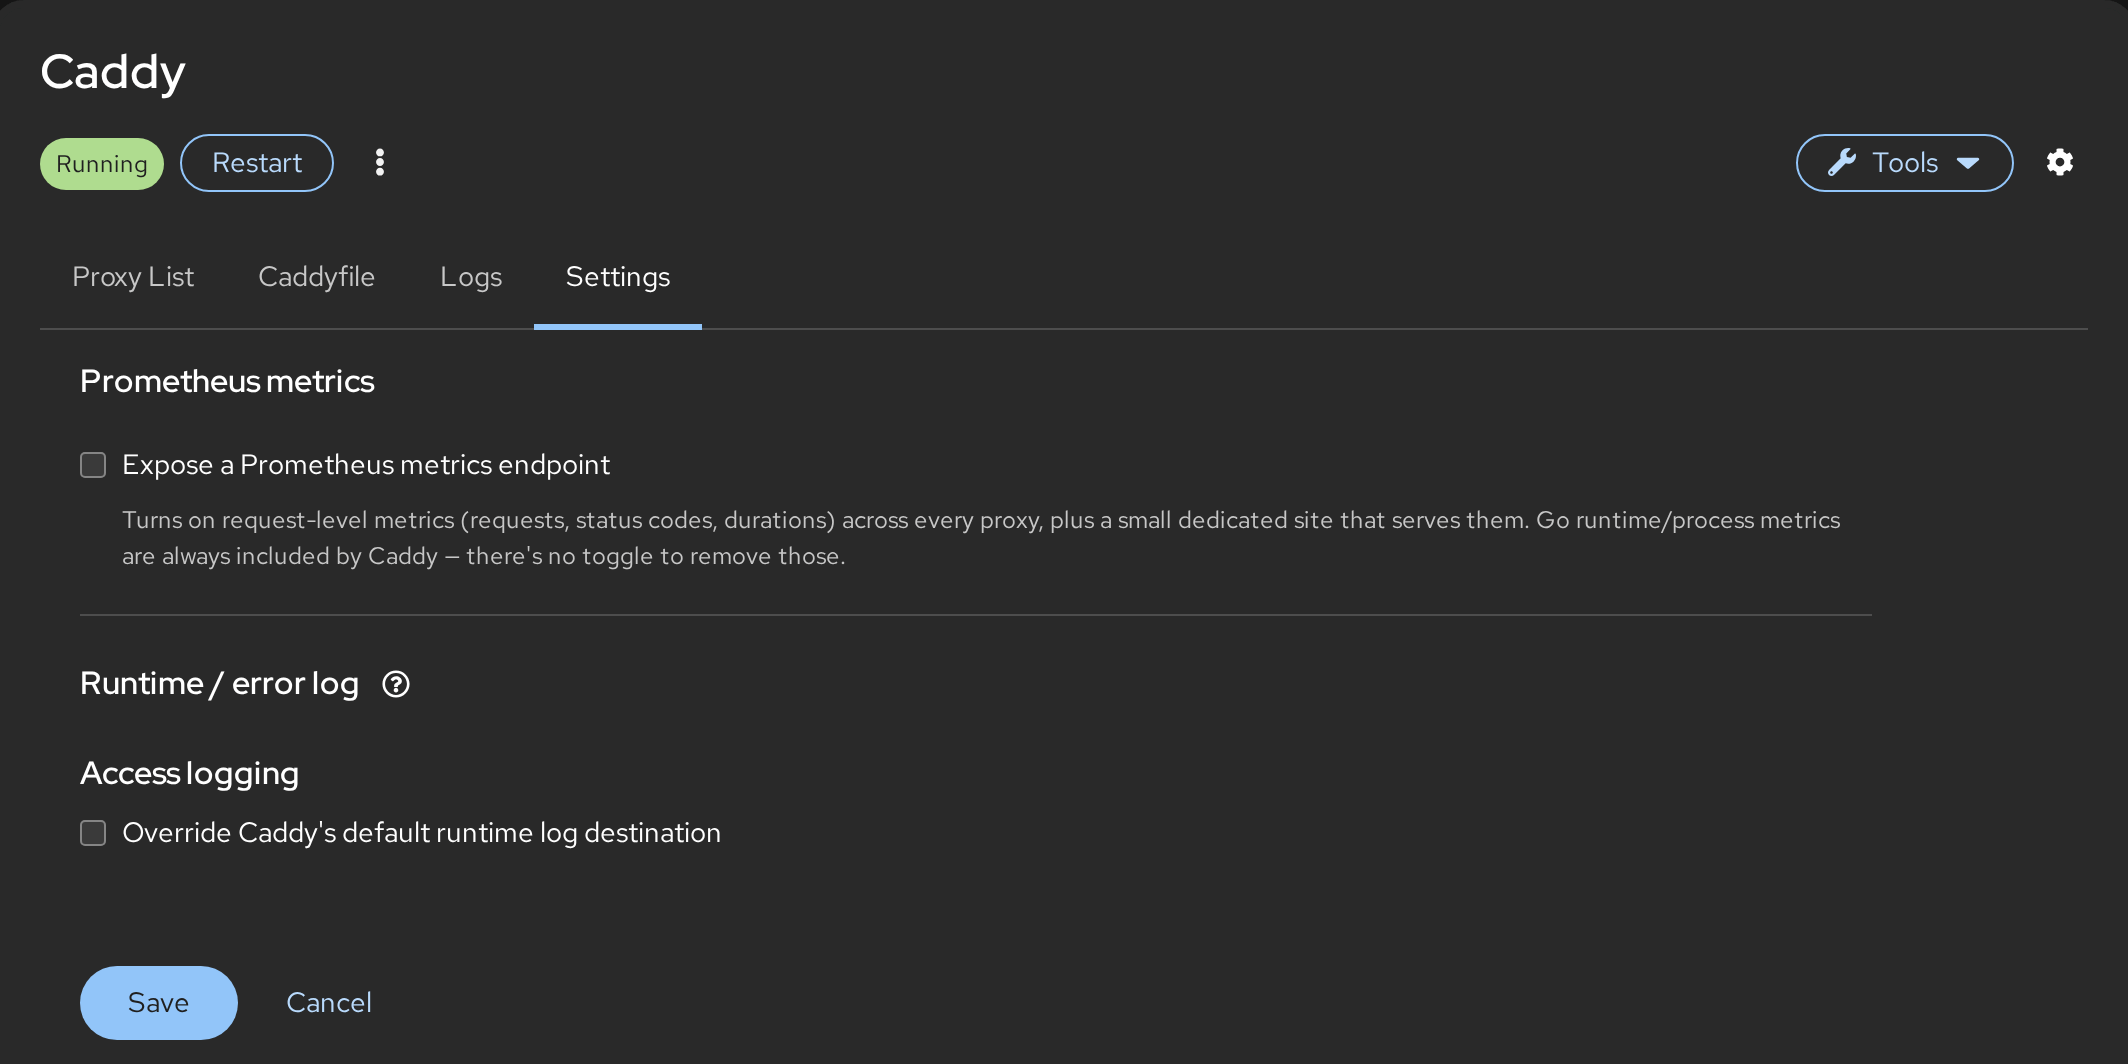 Caddy
Running
Restart
Tools
Proxy List
Caddyfile
Logs
Settings
Prometheus metrics
Expose a Prometheus metrics endpoint
Turns on request-level metrics (requests, status codes, durations) across every proxy, plus a small dedicated site that serves them. Go runtime/process metrics
are always included by Caddy — there's no toggle to remove those.
Runtime / error log
Access logging
Override Caddy's default runtime log destination
Save
Cancel